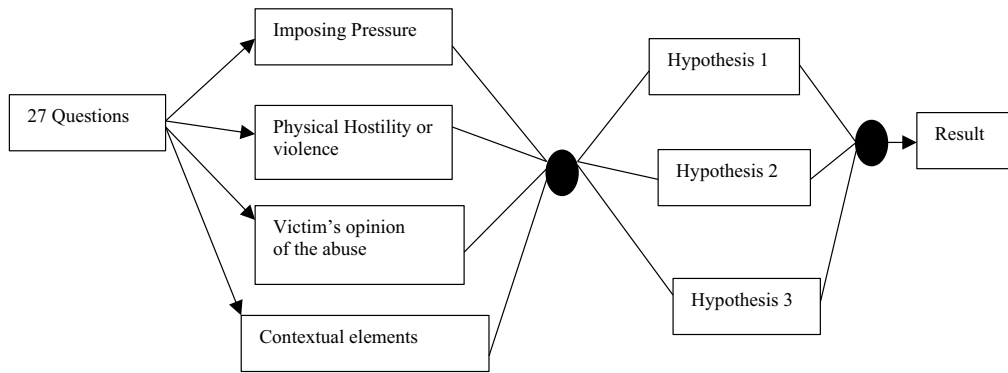 27 Questions
Imposing Pressure
Physical Hostility or
violence
Victim’s opinion
of the abuse
Contextual elements
Hypothesis 1
Hypothesis 2
Hypothesis 3
Result